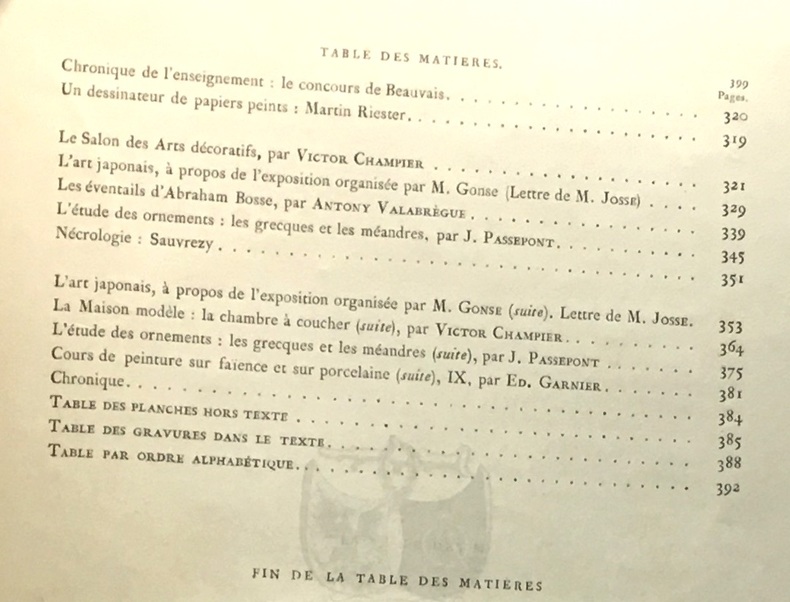 TABLE DES MATIERES.
399
Pages.
Chronique de l'enseignement : le concours de Beauvais. 320
Un dessinateur de papiers peints : Martin Riester. 319
Le Salon des Arts décoratifs, par VICTOR CHAMPIER 321
L'art japonais, à propos de l'exposition organisée par M. GONSE (Lettre de M. JOSSE) 329
Les éventails d'Abraham Bosse, par ANTONY VALABRÈGUE 339
L'étude des ornements : les grecques et les méandres, par J. PASSEPONT. 345
Nécrologie : Sauvrezy 351
L'art japonais, à propos de l'exposition organisée par M. GONSE (suite). Lettre de M. JOSSE. 353
La Maison modèle : la chambre à coucher (suite), par VICTOR CHAMPIER. 364
L'étude des ornements : les grecques et les méandres (suite), par J. PASSEPONT 375
Cours de peinture sur faïence et sur porcelaine (suite), IX, par ED. GARNIER. 381
Chronique. 384
TABLE DES PLANCHES HORS TEXTE 385
TABLE DES GRAVURES DANS LE TEXTE. 388
TABLE PAR ORDRE ALPHABÉTIQUE. 392
FIN DE LA TABLE DES MATIÈRES